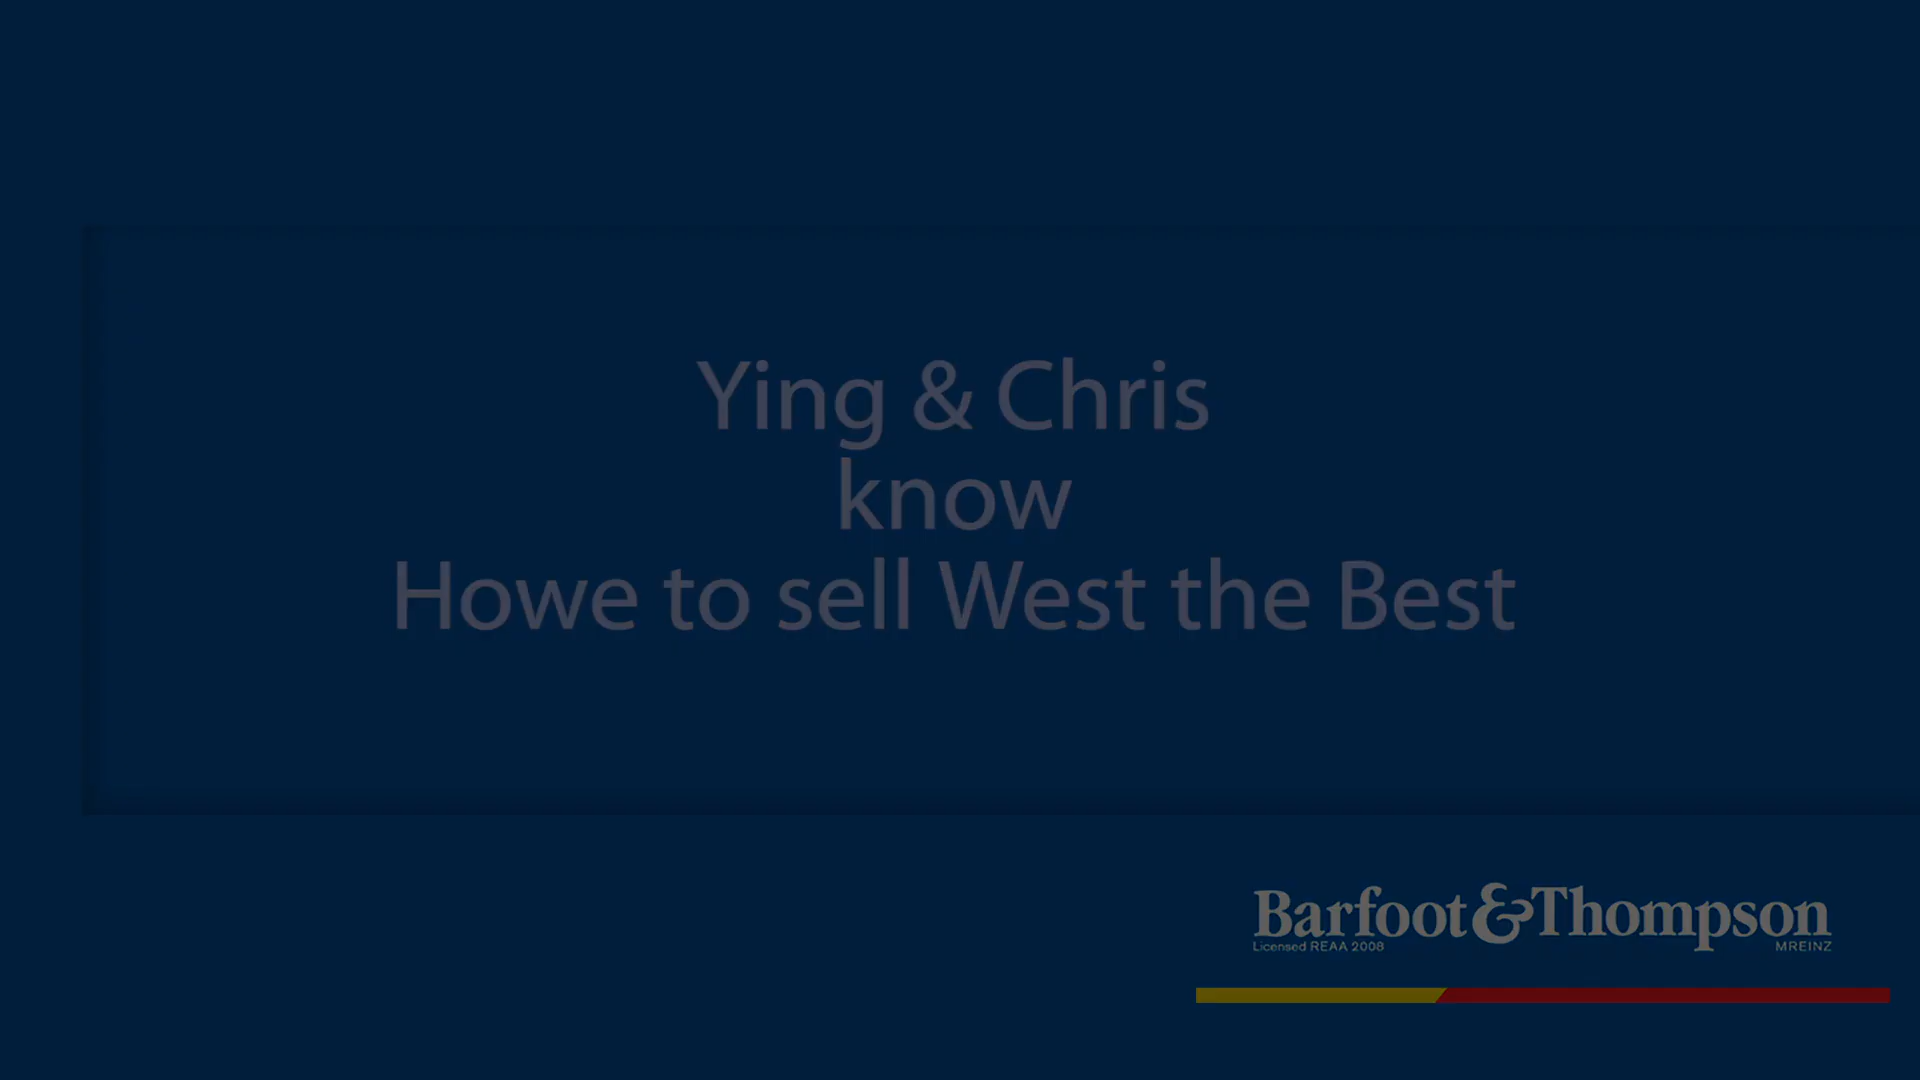 Ying & Chris
know
Howe to sell West the Best
Barfoot&Thompson
Licensed REAA 2008 MREINZ